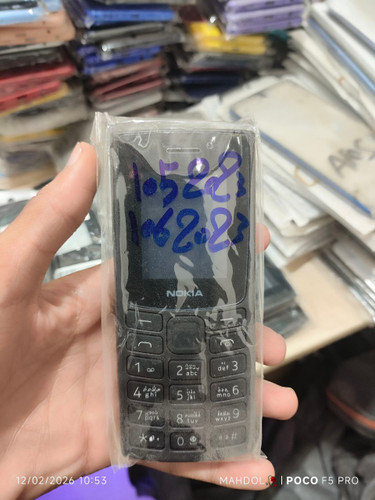 105 2023
106 2023
NOKIA
1
2 abc
def 3
4 ghi
5 jkl
mno 6
7 pqrs
8 tuv
wxyz 9
*
0
#
A10S
12/02/2026 10:53
MAHDOL | POCO F5 PRO